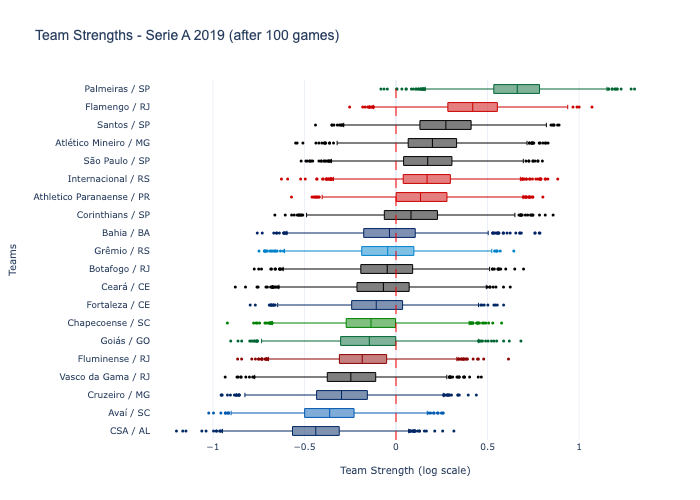 Team Strengths - Serie A 2019 (after 100 games)
Palmeiras / SP
Flamengo / RJ
Santos / SP
Atlético Mineiro / MG
São Paulo / SP
Internacional / RS
Athletico Paranaense / PR
Corinthians / SP
Bahia / BA
Grêmio / RS
Botafogo / RJ
Ceará / CE
Fortaleza / CE
Chapecoense / SC
Goiás / GO
Fluminense / RJ
Vasco da Gama / RJ
Cruzeiro / MG
Avaí / SC
CSA / AL
Teams
−1
−0.5
0
0.5
1
Team Strength (log scale)